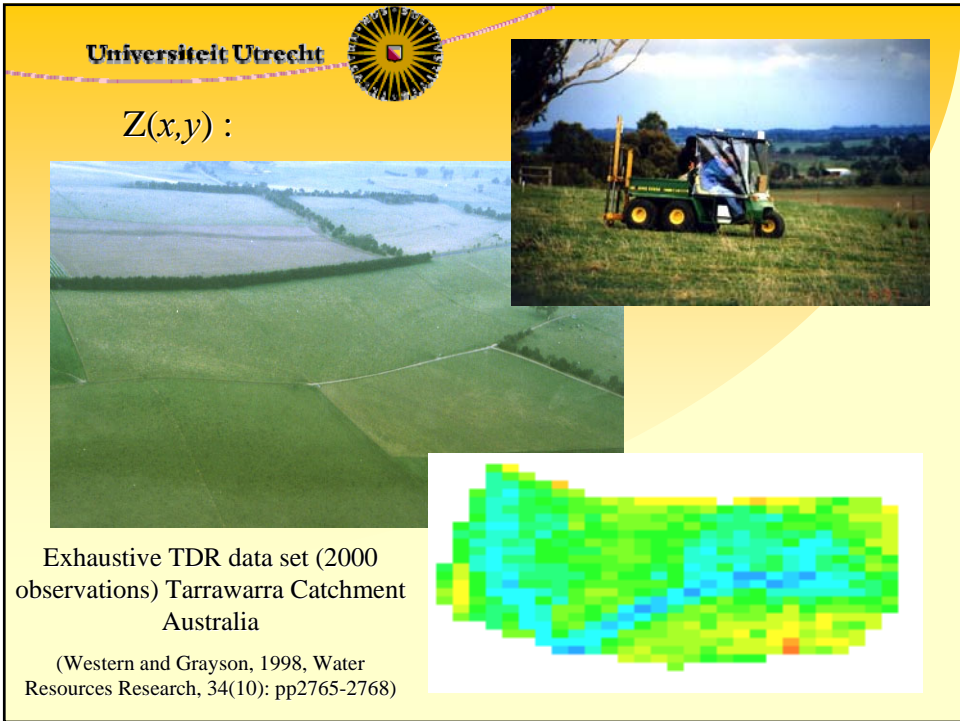 Universiteit Utrecht
Z(x,y) :
Exhaustive TDR data set (2000
observations) Tarrawarra Catchment
Australia
(Western and Grayson, 1998, Water
Resources Research, 34(10): pp2765-2768)